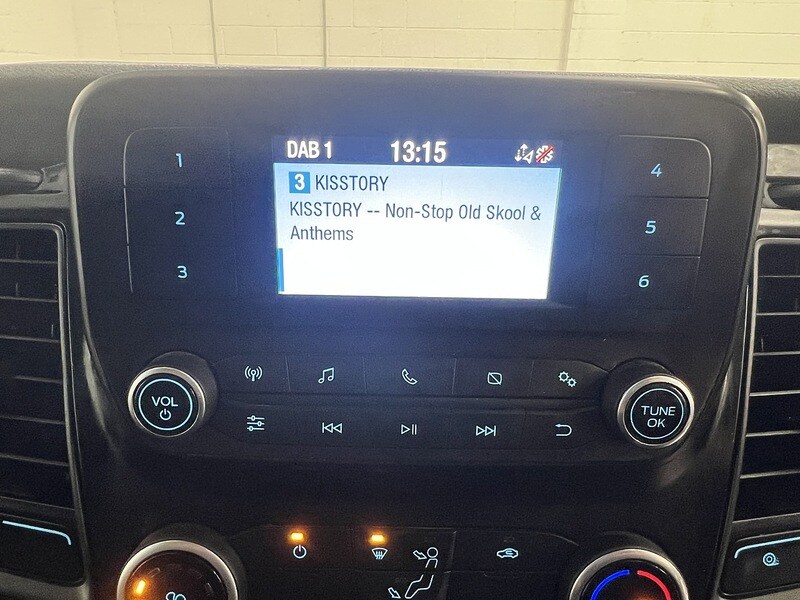 DAB 1 13:15
1
2
3
4
5
6
3 KISSTORY
KISSTORY -- Non-Stop Old Skool &
Anthems
VOL
TUNE
OK